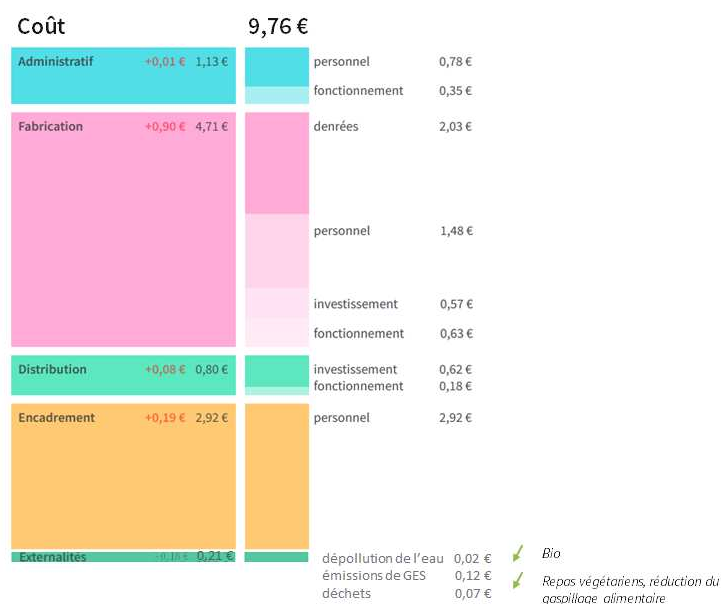 Coût 9,76 €
Administratif +0,01 € 1,13 € personnel 0,78 €
fonctionnement 0,35 €
Fabrication +0,90 € 4,71 € denrées 2,03 €
personnel 1,48 €
investissement 0,57 €
fonctionnement 0,63 €
Distribution +0,08 € 0,80 € investissement 0,62 €
fonctionnement 0,18 €
Encadrement +0,19 € 2,92 € personnel 2,92 €
Externalités -0,18 € 0,21 € dépollution de l'eau 0,02 € Bio
émissions de GES 0,12 € Repas végétariens, réduction du
déchets 0,07 € gaspillage alimentaire